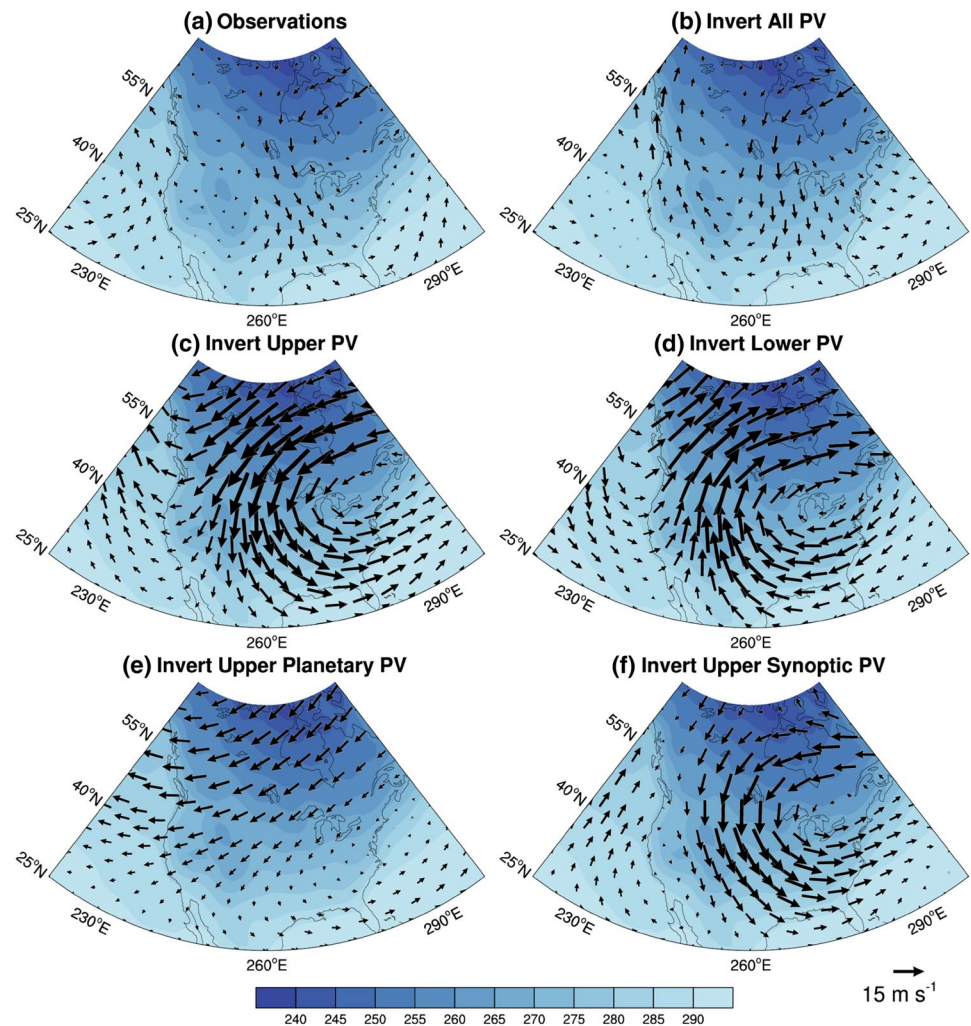 (a) Observations
(b) Invert All PV
55°N
40°N
25°N
230°E
260°E
290°E
55°N
40°N
25°N
230°E
260°E
290°E
(c) Invert Upper PV
(d) Invert Lower PV
55°N
40°N
25°N
230°E
260°E
290°E
55°N
40°N
25°N
230°E
260°E
290°E
(e) Invert Upper Planetary PV
(f) Invert Upper Synoptic PV
55°N
40°N
25°N
230°E
260°E
290°E
55°N
40°N
25°N
230°E
260°E
290°E
240 245 250 255 260 265 270 275 280 285 290
15 m s⁻¹